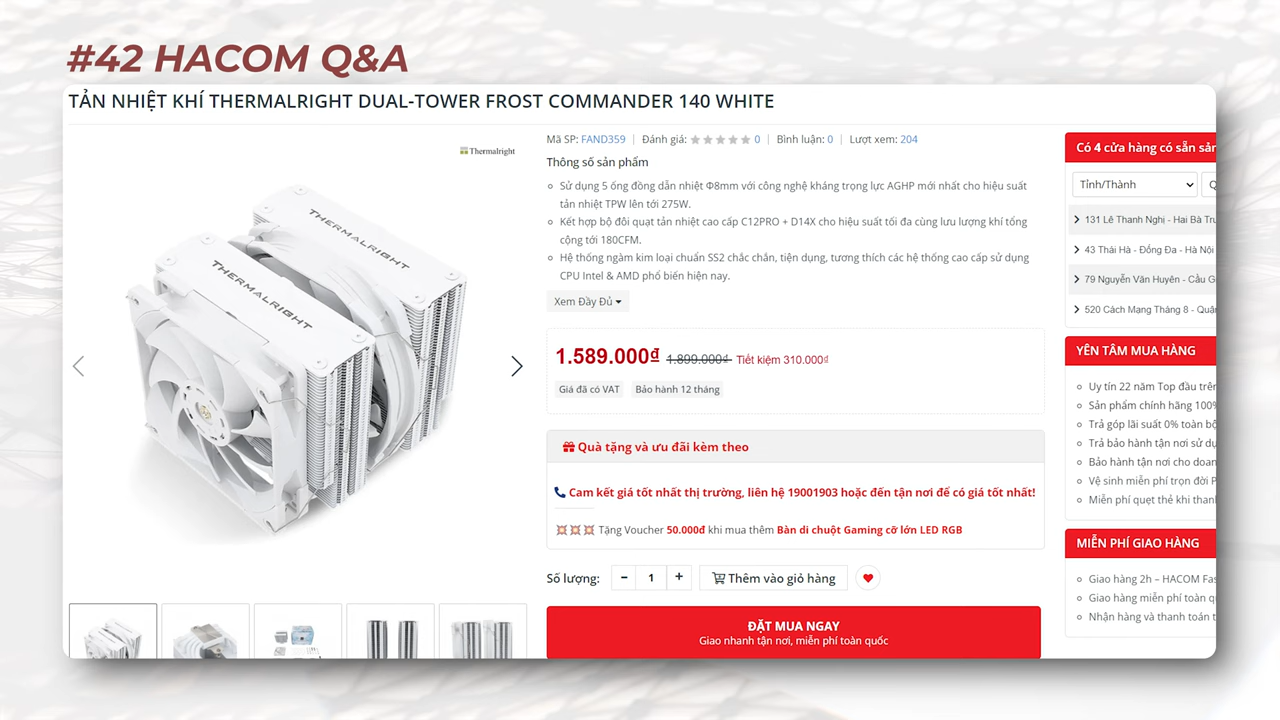 #42 HACOM Q&A
TẢN NHIỆT KHÍ THERMALRIGHT DUAL-TOWER FROST COMMANDER 140 WHITE
Thermalright
THERMALRIGHT
THERMALRIGHT
Mã SP: FAND359 | Đánh giá: 0 | Bình luận: 0 | Lượt xem: 204
Thông số sản phẩm
Sử dụng 5 ống đồng dẫn nhiệt Φ8mm với công nghệ kháng trọng lực AGHP mới nhất cho hiệu suất
tản nhiệt TPW lên tới 275W.
Kết hợp bộ đôi quạt tản nhiệt cao cấp C12PRO + D14X cho hiệu suất tối đa cùng lưu lượng khí tổng
cộng tới 180CFM.
Hệ thống ngàm kim loại chuẩn SS2 chắc chắn, tiện dụng, tương thích các hệ thống cao cấp sử dụng
CPU Intel & AMD phổ biến hiện nay.
Xem Đầy Đủ
1.589.000đ 1.899.000đ Tiết kiệm 310.000đ
Giá đã có VAT Bảo hành 12 tháng
Quà tặng và ưu đãi kèm theo
Cam kết giá tốt nhất thị trường, liên hệ 19001903 hoặc đến tận nơi để có giá tốt nhất!
Tặng Voucher 50.000đ khi mua thêm Bàn di chuột Gaming cỡ lớn LED RGB
Số lượng: - 1 + Thêm vào giỏ hàng
ĐẶT MUA NGAY
Giao nhanh tận nơi, miễn phí toàn quốc
Có 4 cửa hàng có sẵn
Tỉnh/Thành
131 Lê Thanh Nghị - Hai Bà
43 Thái Hà - Đống Đa - Hà Nội
79 Nguyễn Văn Huyên - Cầu
520 Cách Mạng Tháng 8 -
YÊN TÂM MUA HÀNG
Uy tín 22 năm Top đầu
Sản phẩm chính hãng 100%
Trả góp lãi suất 0% toàn
Trả bảo hành tận nơi sử
Bảo hành tận nơi cho
Vệ sinh miễn phí trọn đời
Miễn phí quẹt thẻ khi
MIỄN PHÍ GIAO HÀNG
Giao hàng 2h – HACOM
Giao hàng miễn phí toàn
Nhận hàng và thanh toán